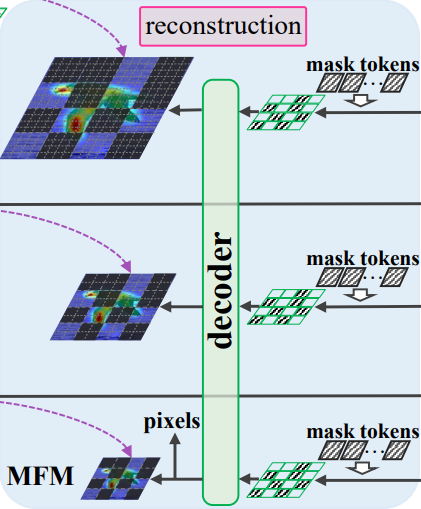 reconstruction
mask tokens
...
mask tokens
...
decoder
pixels
mask tokens
...
MFM